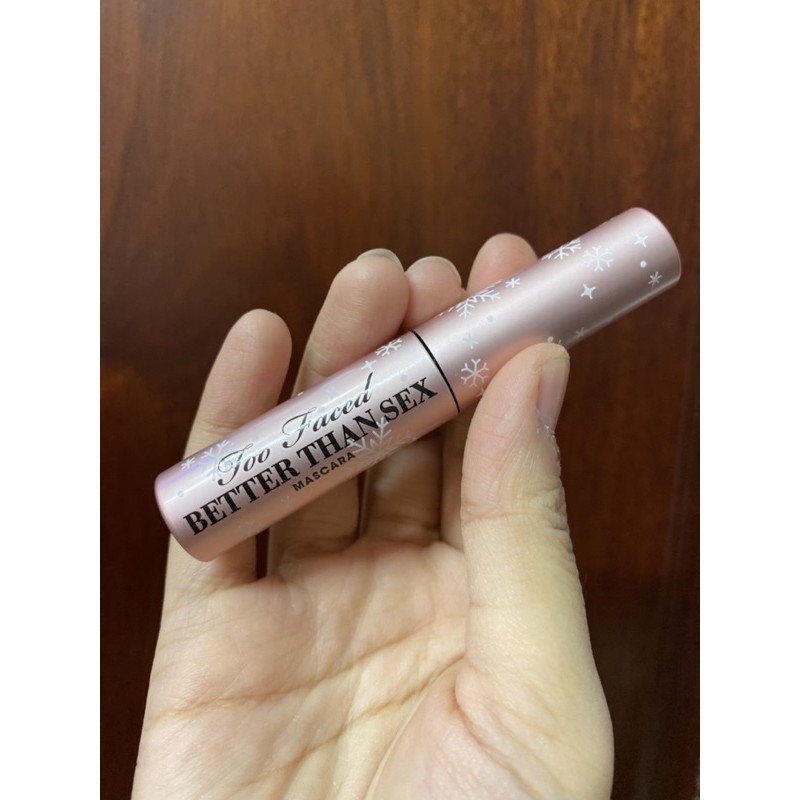 Too Faced
BETTER THAN SEX
MASCARA